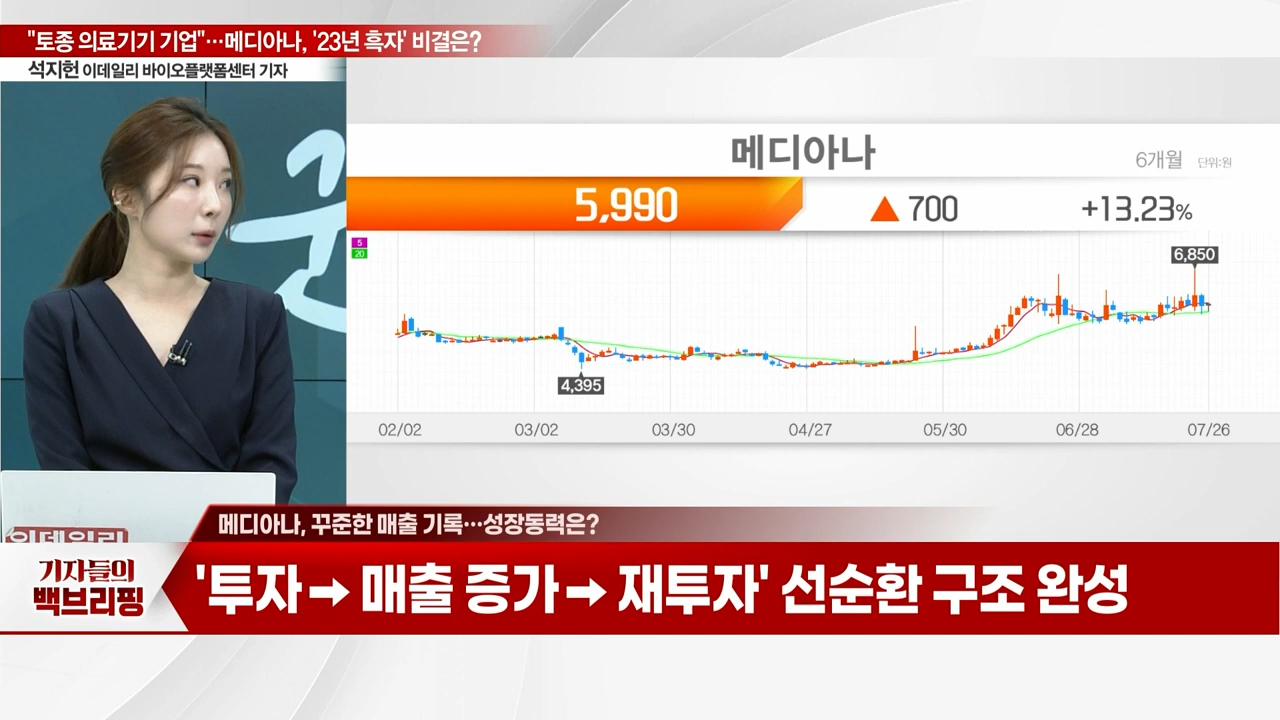 "토종 의료기기 기업"…메디아나, '23년 흑자' 비결은?
석지헌 이데일리 바이오플랫폼센터 기자
메디아나
6개월 단위:원
5,990 ▲ 700 +13.23%
5
20
6,850
4,395
02/02 03/02 03/30 04/27 05/30 06/28 07/26
이데일리
메디아나, 꾸준한 매출 기록…성장동력은?
기자들의
백브리핑
'투자➡ 매출 증가➡ 재투자' 선순환 구조 완성